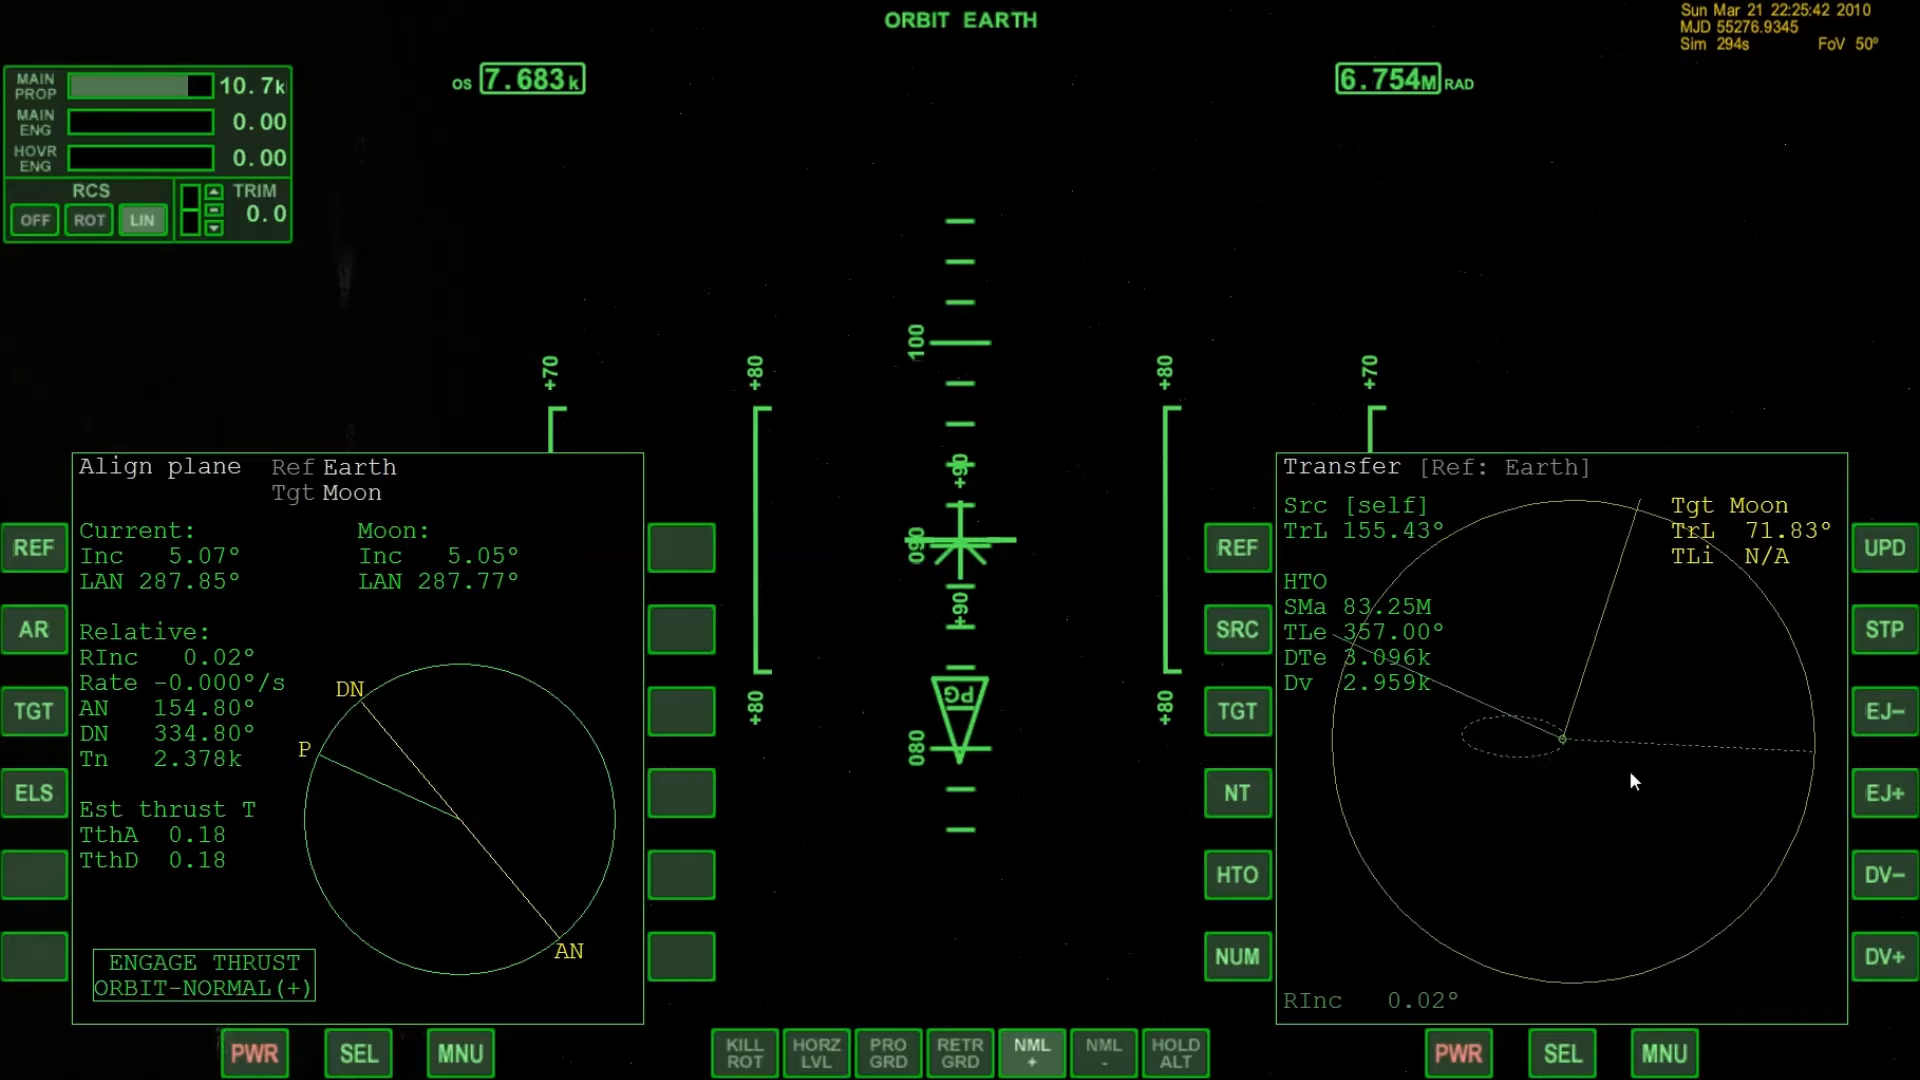 ORBIT EARTH
Sun Mar 21 22:25:42 2010
MJD 55276.9345
Sim 294s FoV 50º
MAIN PROP 10.7k
MAIN ENG 0.00
HOVR ENG 0.00
RCS
OFF ROT LIN
TRIM
0.0
OS 7.683k
6.754M RAD
100
+70 +80 +80 +70
+90
090
+90
+80 +80
PG
080
Align plane Ref Earth
Tgt Moon
Current: Moon:
Inc 5.07° Inc 5.05°
LAN 287.85° LAN 287.77°
Relative:
RInc 0.02°
Rate -0.000°/s
AN 154.80°
DN 334.80°
Tn 2.378k
Est thrust T
TthA 0.18
TthD 0.18
ENGAGE THRUST
ORBIT-NORMAL(+)
DN
P
AN
REF
AR
TGT
ELS
PWR SEL MNU
KILL ROT
HORZ LVL
PRO GRD
RETR GRD
NML +
NML -
HOLD ALT
Transfer [Ref: Earth]
Src [self] Tgt Moon
TrL 155.43° TrL 71.83°
TLi N/A
HTO
SMa 83.25M
TLe 357.00°
DTe 3.096k
Dv 2.959k
RInc 0.02°
REF
SRC
TGT
NT
HTO
NUM
UPD
STP
EJ−
EJ+
DV−
DV+
PWR SEL MNU